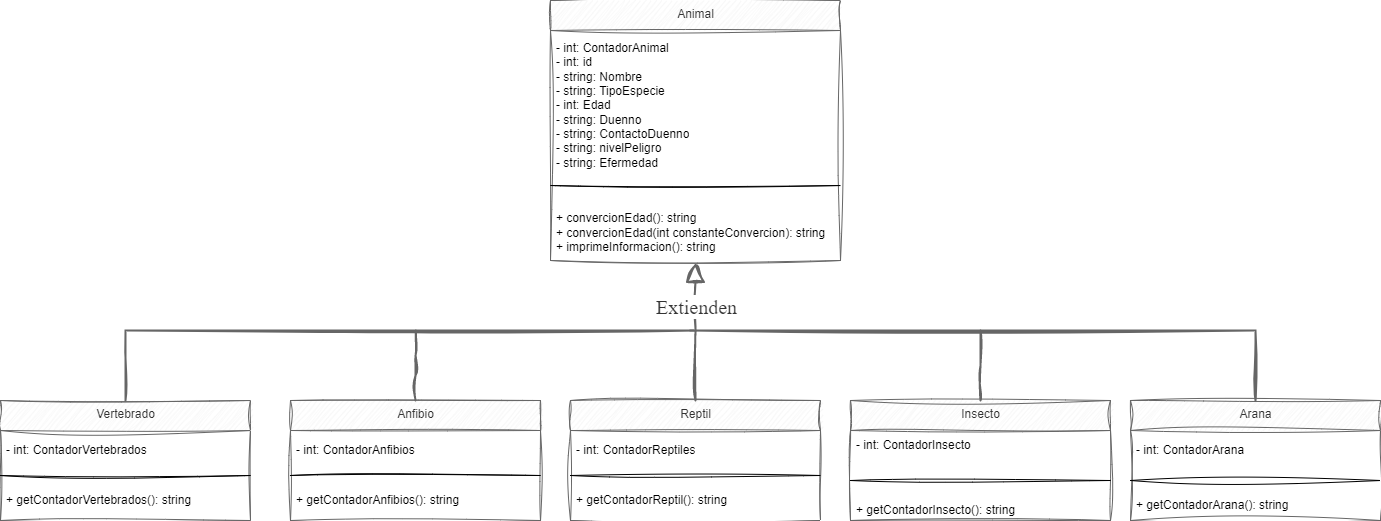 Animal
- int: ContadorAnimal
- int: id
- string: Nombre
- string: TipoEspecie
- int: Edad
- string: Duenno
- string: ContactoDuenno
- string: nivelPeligro
- string: Efermedad
+ convercionEdad(): string
+ convercionEdad(int constanteConvercion): string
+ imprimeInformacion(): string
Extienden
Vertebrado
- int: ContadorVertebrados
+ getContadorVertebrados(): string
Anfibio
- int: ContadorAnfibios
+ getContadorAnfibios(): string
Reptil
- int: ContadorReptiles
+ getContadorReptil(): string
Insecto
- int: ContadorInsecto
+ getContadorInsecto(): string
Arana
- int: ContadorArana
+ getContadorArana(): string